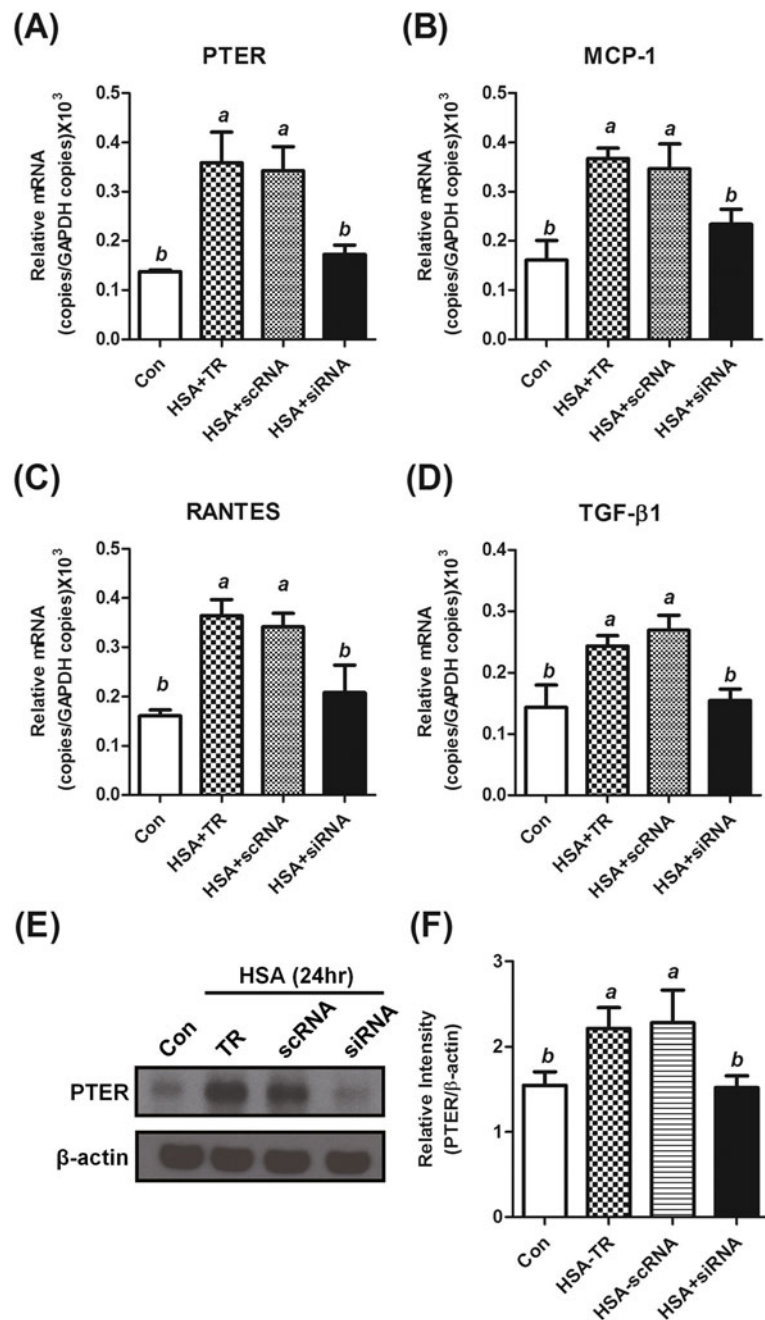 (A)
PTER
Relative mRNA
(copies/GAPDH copies)X10³
0.5
0.4
0.3
0.2
0.1
0.0
b
a
a
b
Con
HSA+TR
HSA+scRNA
HSA+siRNA
(B)
MCP-1
Relative mRNA
(copies/GAPDH copies)X10³
0.5
0.4
0.3
0.2
0.1
0.0
b
a
a
b
Con
HSA+TR
HSA+scRNA
HSA+siRNA
(C)
RANTES
Relative mRNA
(copies/GAPDH copies)X10³
0.5
0.4
0.3
0.2
0.1
0.0
b
a
a
b
Con
HSA+TR
HSA+scRNA
HSA+siRNA
(D)
TGF-β1
Relative mRNA
(copies/GAPDH copies)X10³
0.4
0.3
0.2
0.1
0.0
b
a
a
b
Con
HSA+TR
HSA+scRNA
HSA+siRNA
(E)
HSA (24hr)
Con TR scRNA siRNA
PTER
β-actin
(F)
Relative Intensity
(PTER/β-actin)
3
2
1
0
b
a
a
b
Con
HSA-TR
HSA-scRNA
HSA+siRNA